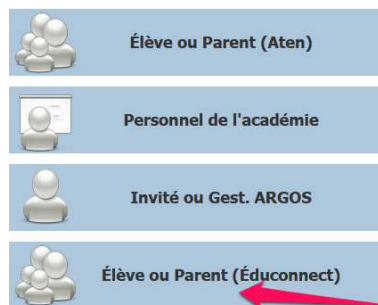 Élève ou Parent (Aten)
Personnel de l'académie
Invité ou Gest. ARGOS
Élève ou Parent (Éduconnect)